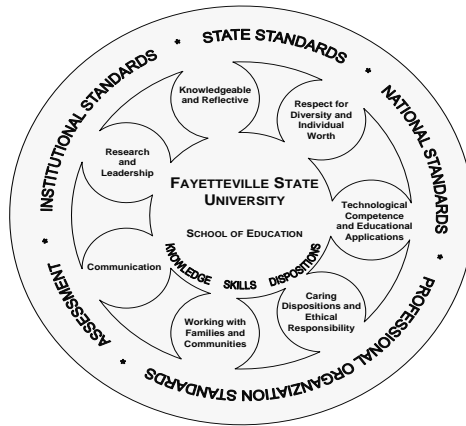 STATE STANDARDS
NATIONAL STANDARDS
PROFESSIONAL ORGANZIATION STANDARDS
ASSESSMENT
INSTITUTIONAL STANDARDS
Knowledgeable
and Reflective
Respect for
Diversity and
Individual
Worth
Technological
Competence
and Educational
Applications
Caring
Dispositions and
Ethical
Responsibility
Working with
Families and
Communities
Communication
Research
and
Leadership
FAYETTEVILLE STATE
UNIVERSITY
SCHOOL OF EDUCATION
KNOWLEDGE SKILLS DISPOSITIONS